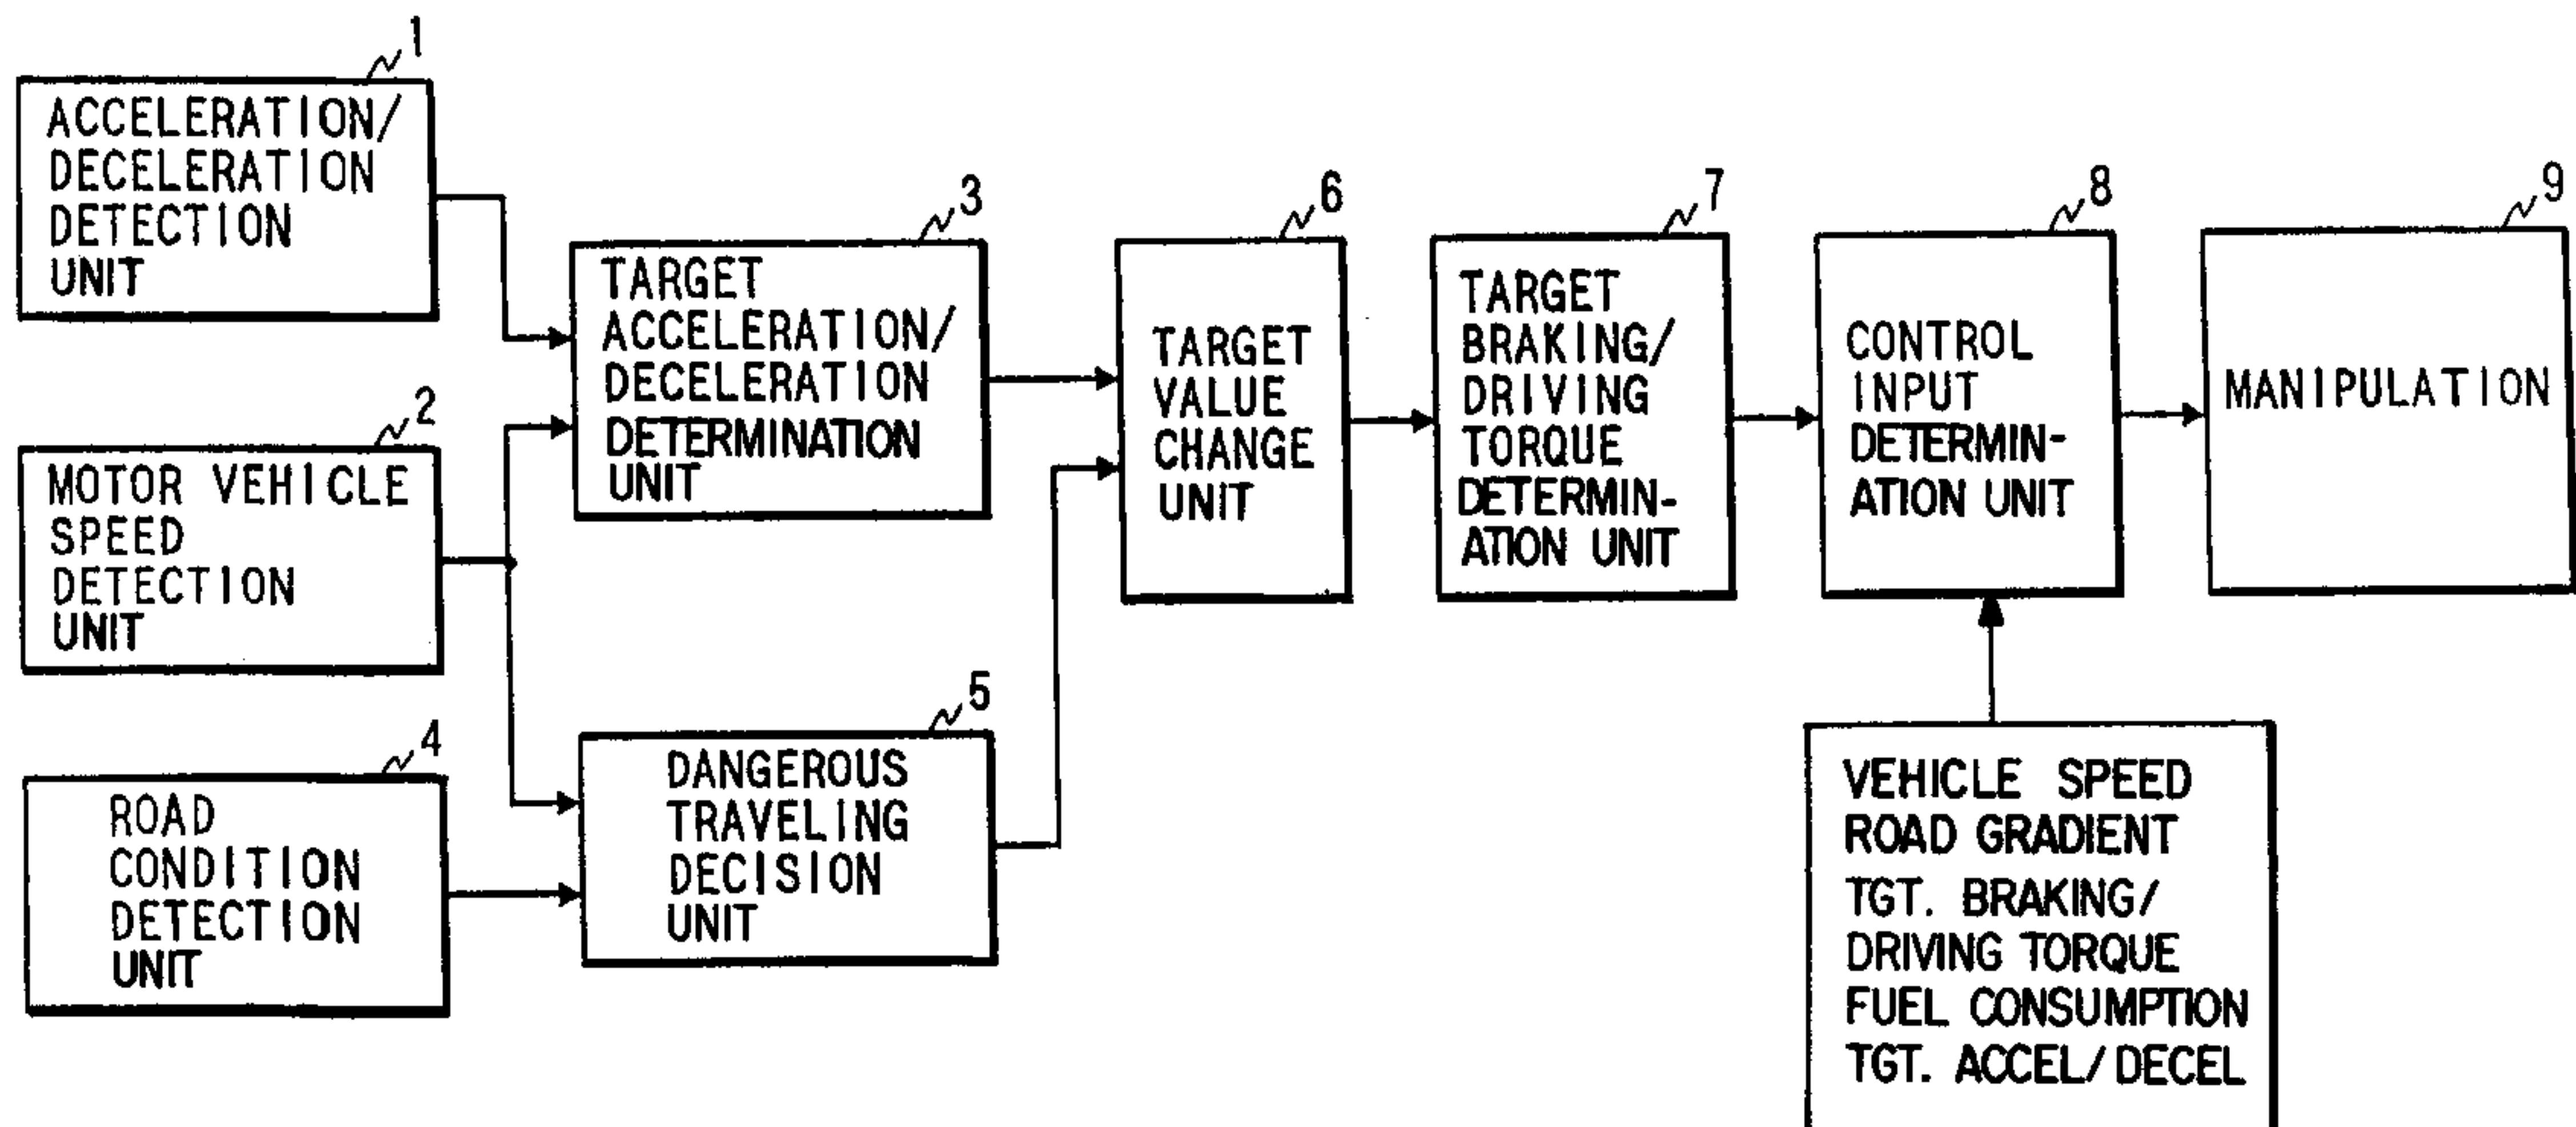 1
ACCELERATION/
DECELERATION
DETECTION
UNIT
2
MOTOR VEHICLE
SPEED
DETECTION
UNIT
4
ROAD
CONDITION
DETECTION
UNIT
3
TARGET
ACCELERATION/
DECELERATION
DETERMINATION
UNIT
5
DANGEROUS
TRAVELING
DECISION
UNIT
6
TARGET
VALUE
CHANGE
UNIT
7
TARGET
BRAKING/
DRIVING
TORQUE
DETERMIN-
ATION UNIT
8
CONTROL
INPUT
DETERMIN-
ATION UNIT
9
MANIPULATION
VEHICLE SPEED
ROAD GRADIENT
TGT. BRAKING/
DRIVING TORQUE
FUEL CONSUMPTION
TGT. ACCEL/DECEL